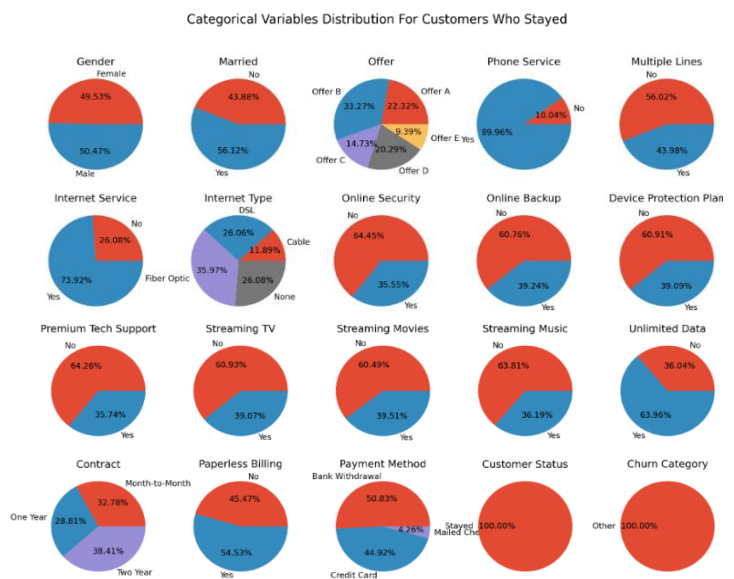 Categorical Variables Distribution For Customers Who Stayed
Gender
Female
49.53%
50.47%
Male
Married
No
43.88%
56.12%
Yes
Offer
Offer B
Offer A
33.27%
22.32%
9.39%
Offer E
14.73%
20.29%
Offer C
Offer D
Phone Service
No
10.04%
Yes
89.96%
Multiple Lines
No
56.02%
43.98%
Yes
Internet Service
No
26.08%
73.92%
Yes
Internet Type
DSL
26.06%
Cable
11.89%
35.97%
Fiber Optic
26.08%
None
Online Security
No
64.45%
35.55%
Yes
Online Backup
No
60.76%
39.24%
Yes
Device Protection Plan
No
60.91%
39.09%
Yes
Premium Tech Support
No
64.26%
35.74%
Yes
Streaming TV
No
60.93%
39.07%
Yes
Streaming Movies
No
60.49%
39.51%
Yes
Streaming Music
No
63.81%
36.19%
Yes
Unlimited Data
No
36.04%
63.96%
Yes
Contract
Month-to-Month
32.78%
One Year
28.81%
38.41%
Two Year
Paperless Billing
No
45.47%
54.53%
Yes
Payment Method
Bank Withdrawal
50.83%
4.26%
Mailed Che
44.92%
Credit Card
Customer Status
Stayed
100.00%
Churn Category
Other
100.00%